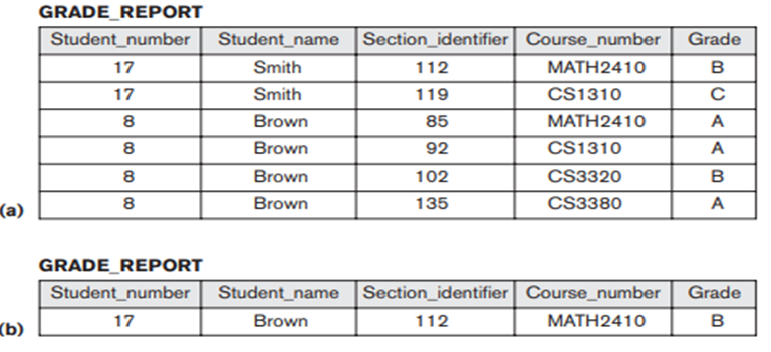 GRADE_REPORT
Student_number Student_name Section_identifier Course_number Grade
17 Smith 112 MATH2410 B
17 Smith 119 CS1310 C
8 Brown 85 MATH2410 A
8 Brown 92 CS1310 A
8 Brown 102 CS3320 B
(a) 8 Brown 135 CS3380 A
GRADE_REPORT
Student_number Student_name Section_identifier Course_number Grade
(b) 17 Brown 112 MATH2410 B